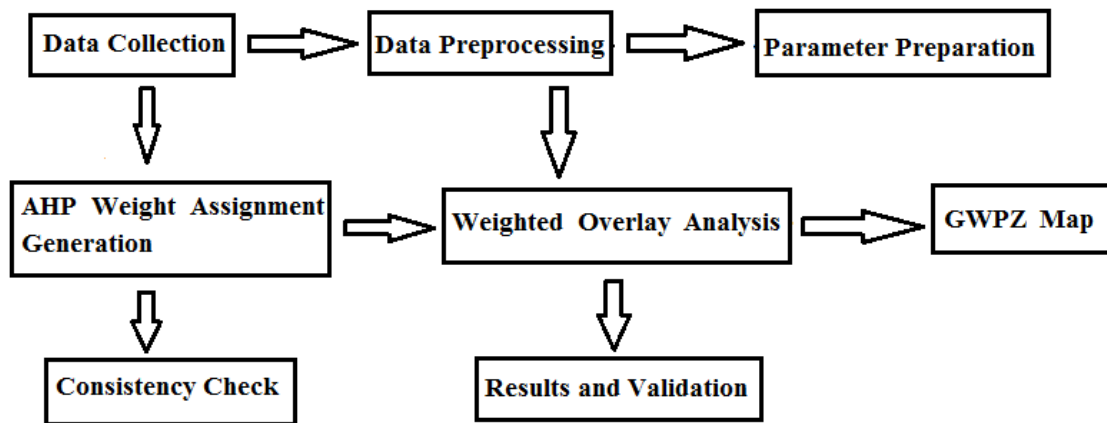 Data Collection
Data Preprocessing
Parameter Preparation
AHP Weight Assignment
Generation
Weighted Overlay Analysis
GWPZ Map
Consistency Check
Results and Validation